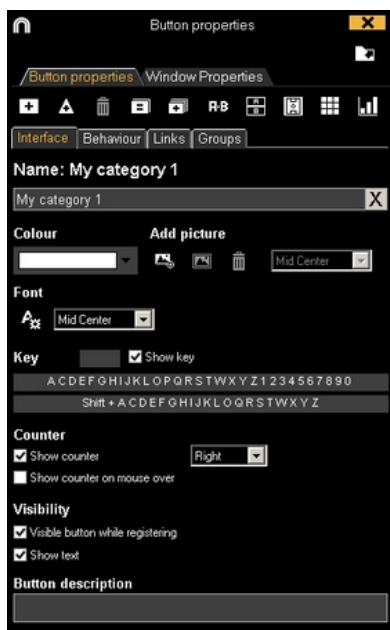 Button properties X
Button properties Window Properties
A-B
Interface Behaviour Links Groups
Name: My category 1
My category 1 X
Colour Add picture
Mid Center
Font
Mid Center
Key Show key
A C D E F G H I J K L O P Q R S T W X Y Z 1 2 3 4 5 6 7 8 9 0
Shift + A C D E F G H I J K L O Q R S T W X Y Z
Counter
Show counter Right
Show counter on mouse over
Visibility
Visible button while registering
Show text
Button description